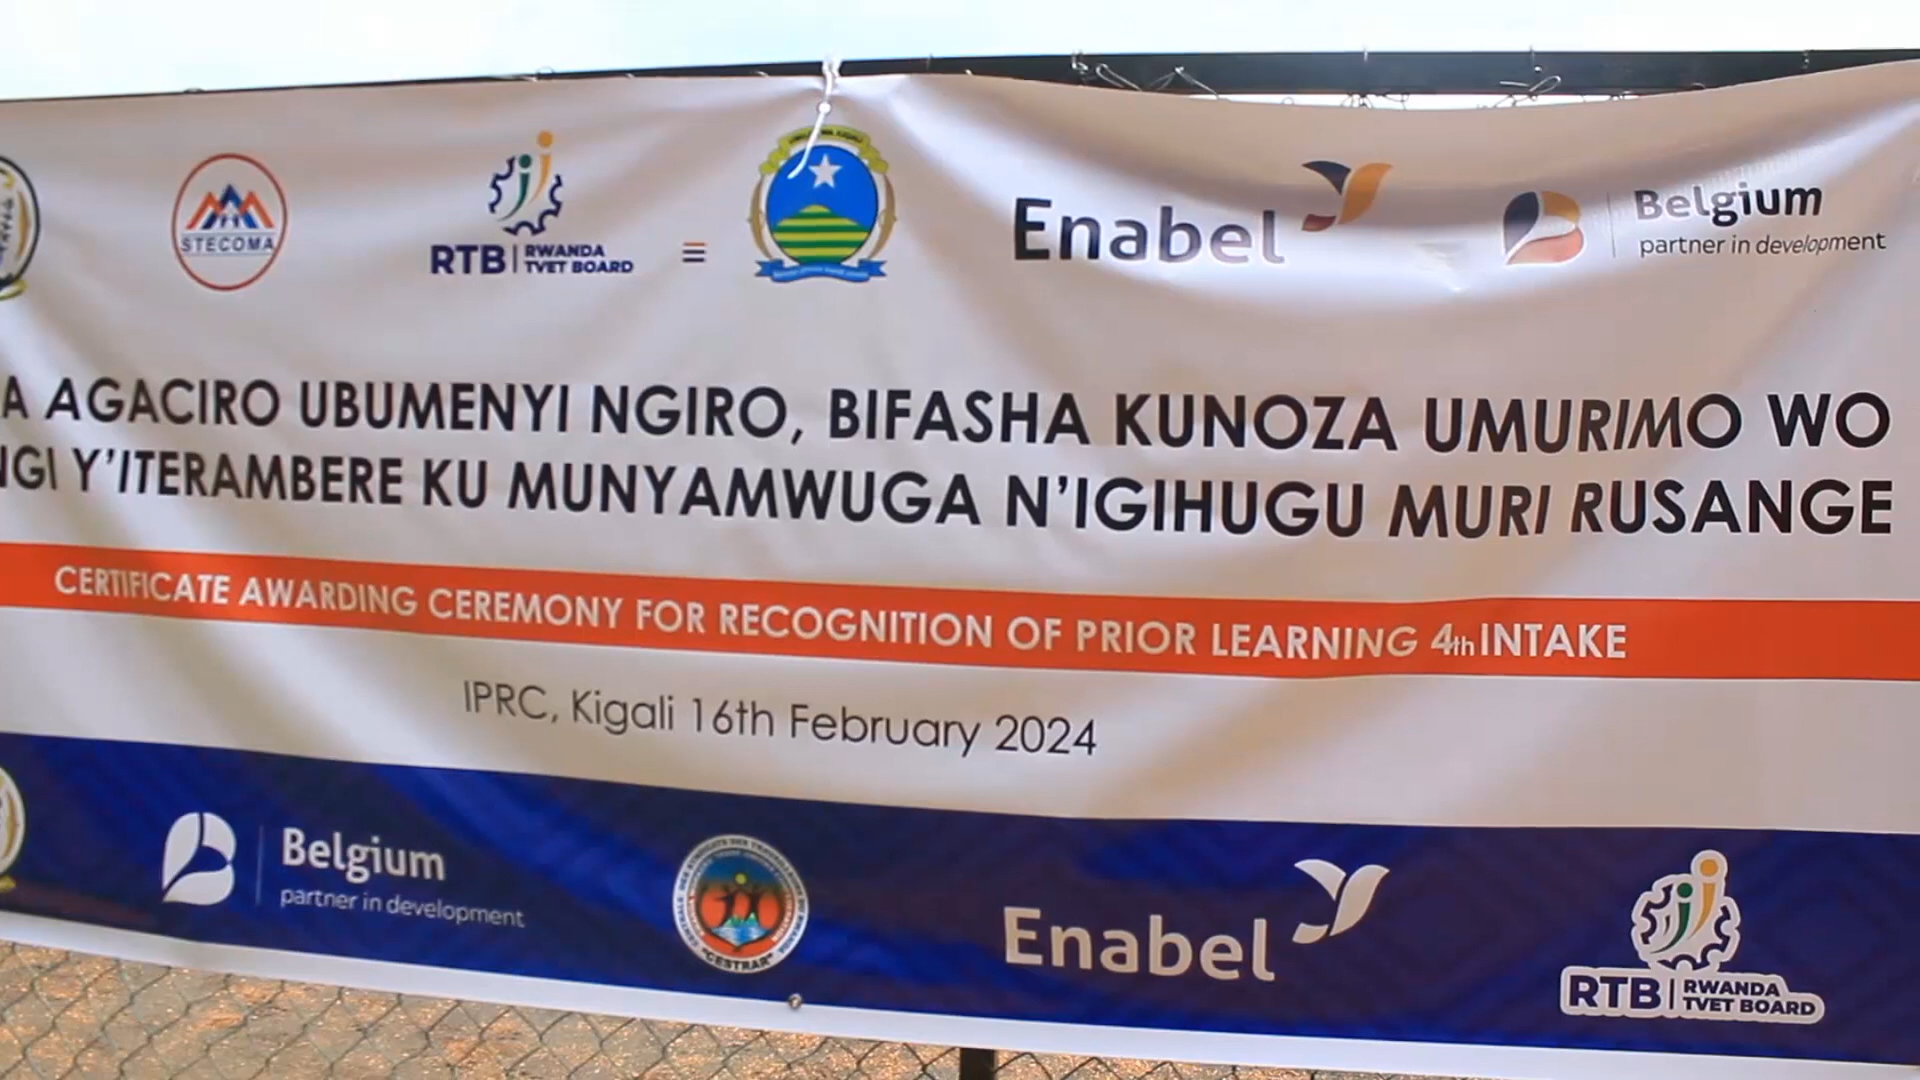 STECOMA
RTB | RWANDA TVET BOARD
Enabel
Belgium
partner in development
A AGACIRO UBUMENYI NGIRO, BIFASHA KUNOZA UMURIMO WO
NGI Y'ITERAMBERE KU MUNYAMWUGA N'IGIHUGU MURI RUSANGE
CERTIFICATE AWARDING CEREMONY FOR RECOGNITION OF PRIOR LEARNING 4th INTAKE
IPRC, Kigali 16th February 2024
Belgium
partner in development
"CESTRAR"
Enabel
RTB | RWANDA TVET BOARD